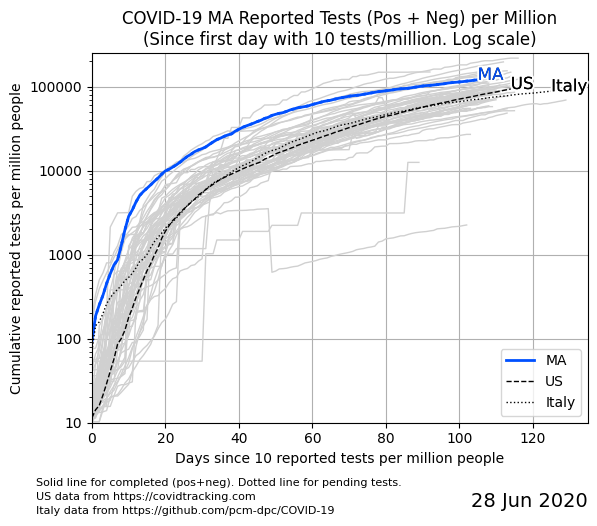 COVID-19 MA Reported Tests (Pos + Neg) per Million
(Since first day with 10 tests/million. Log scale)
Cumulative reported tests per million people
100000
10000
1000
100
10
MA
US
Italy
MA
US
Italy
0 20 40 60 80 100 120
Days since 10 reported tests per million people
Solid line for completed (pos+neg). Dotted line for pending tests.
US data from https://covidtracking.com
Italy data from https://github.com/pcm-dpc/COVID-19
28 Jun 2020